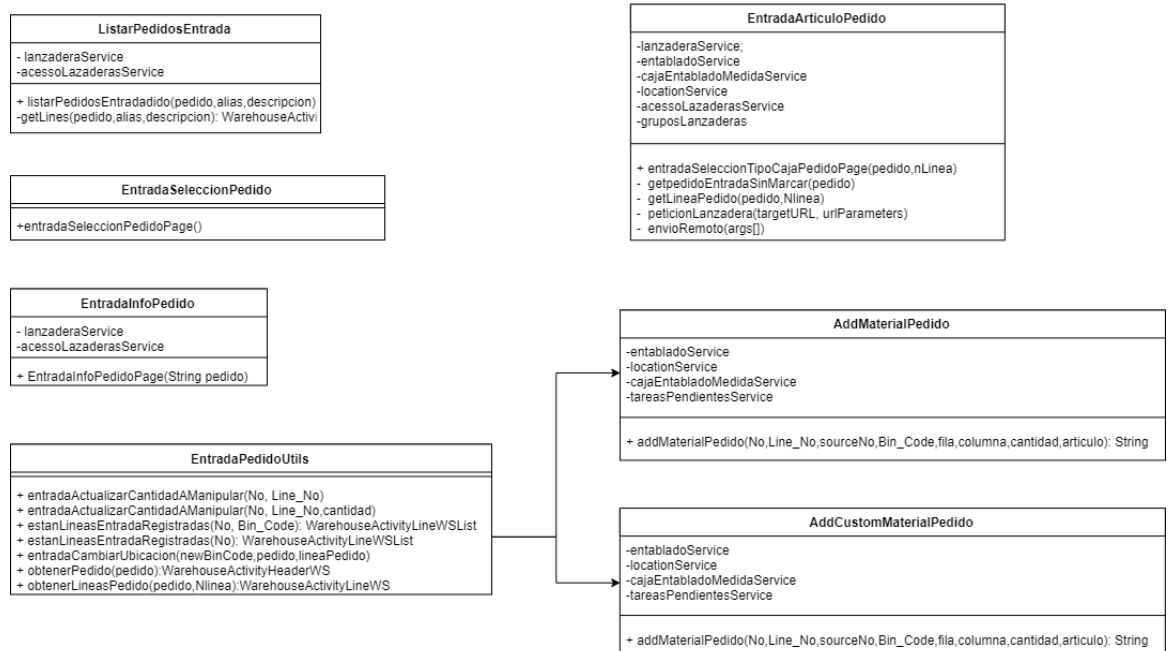 ListarPedidosEntrada
- lanzaderaService
-acessoLazaderasService
+ listarPedidosEntradadido(pedido,alias,descripcion)
-getLines(pedido,alias,descripcion): WarehouseActivi
EntradaSeleccionPedido
+entradaSeleccionPedidoPage()
EntradaInfoPedido
- lanzaderaService
-acessoLazaderasService
+ EntradaInfoPedidoPage(String pedido)
EntradaPedidoUtils
+ entradaActualizarCantidadAManipular(No, Line_No)
+ entradaActualizarCantidadAManipular(No, Line_No,cantidad)
+ estanLineasEntradaRegistradas(No, Bin_Code): WarehouseActivityLineWSList
+ estanLineasEntradaRegistradas(No): WarehouseActivityLineWSList
+ entradaCambiarUbicacion(newBinCode,pedido,lineaPedido)
+ obtenerPedido(pedido):WarehouseActivityHeaderWS
+ obtenerLineasPedido(pedido,Nlinea):WarehouseActivityLineWS
EntradaArticuloPedido
-lanzaderaService;
-entabladoService
-cajaEntabladoMedidaService
-locationService
-acessoLazaderasService
-gruposLanzaderas
+ entradaSeleccionTipoCajaPedidoPage(pedido,nLinea)
- getpedidoEntradaSinMarcar(pedido)
- getLineaPedido(pedido,Nlinea)
- peticionLanzadera(targetURL, urlParameters)
- envioRemoto(args[])
AddMaterialPedido
-entabladoService
-locationService
-cajaEntabladoMedidaService
-tareasPendientesService
+ addMaterialPedido(No,Line_No,sourceNo,Bin_Code,fila,columna,cantidad,articulo): String
AddCustomMaterialPedido
-entabladoService
-locationService
-cajaEntabladoMedidaService
-tareasPendientesService
+ addMaterialPedido(No,Line_No,sourceNo,Bin_Code,fila,columna,cantidad,articulo): String